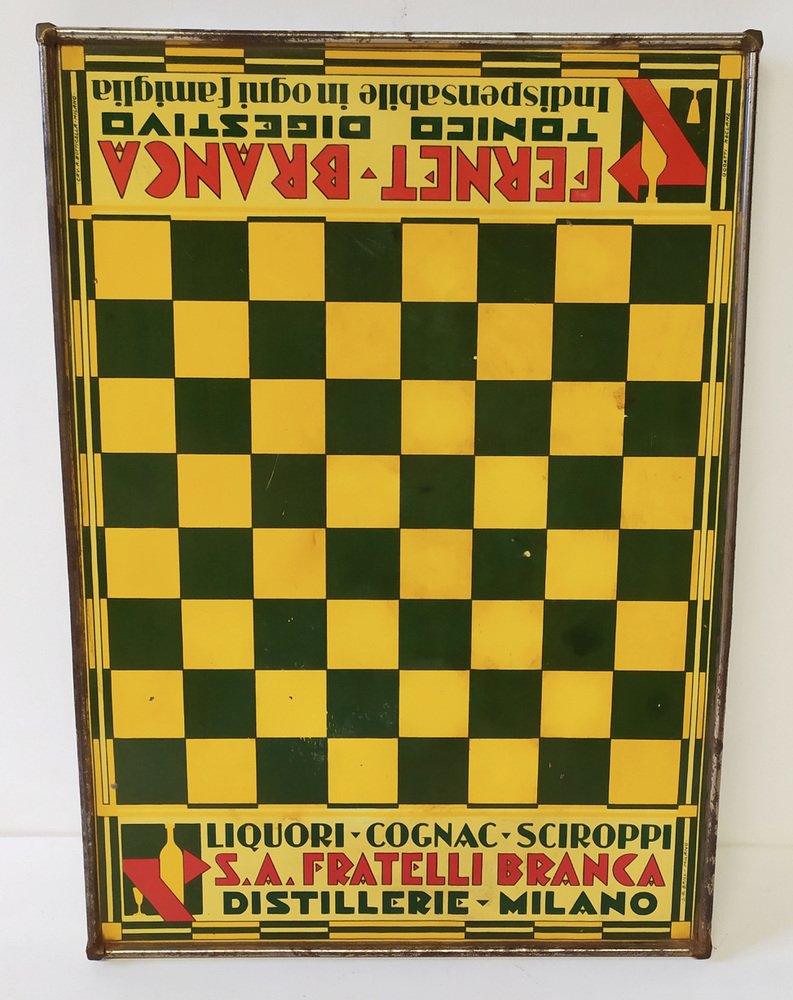 FERNET-BRANCA
TONICO DIGESTIVO
Indispensabile in ogni famiglia
LIQUORI-COGNAC-SCIROPPI
S.A. FRATELLI BRANCA
DISTILLERIE-MILANO